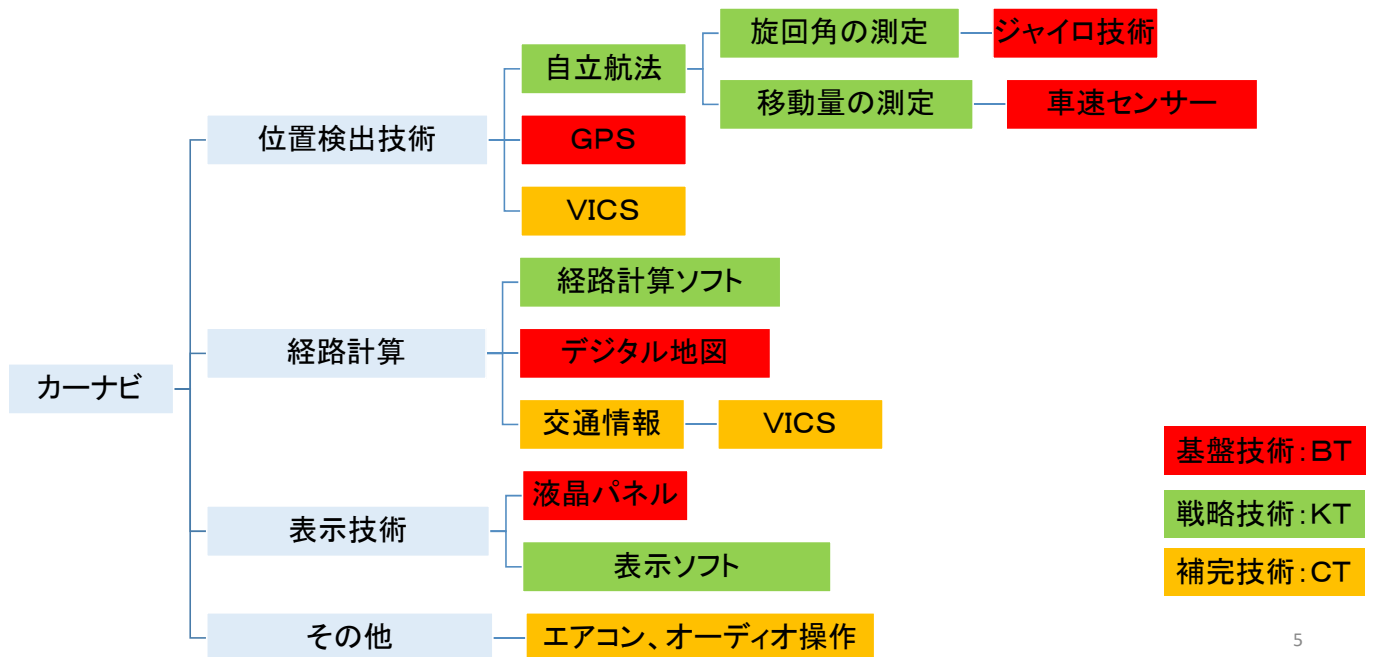 旋回角の測定
ジャイロ技術
自立航法
移動量の測定
車速センサー
位置検出技術
GPS
VICS
経路計算ソフト
経路計算
デジタル地図
カーナビ
交通情報
VICS
基盤技術:BT
液晶パネル
戦略技術:KT
表示技術
表示ソフト
補完技術:CT
その他
エアコン、オーディオ操作
5